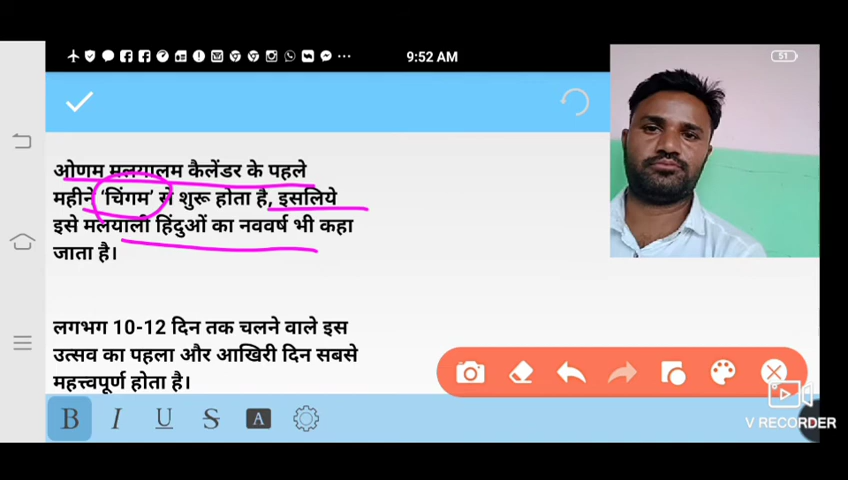 9:52 AM
51
ओणम मलयालम कैलेंडर के पहले
महीने 'चिंगम' से शुरू होता है, इसलिये
इसे मलयाली हिंदुओं का नववर्ष भी कहा
जाता है।
लगभग 10-12 दिन तक चलने वाले इस
उत्सव का पहला और आखिरी दिन सबसे
महत्त्वपूर्ण होता है।
B I U S A
V RECORDER